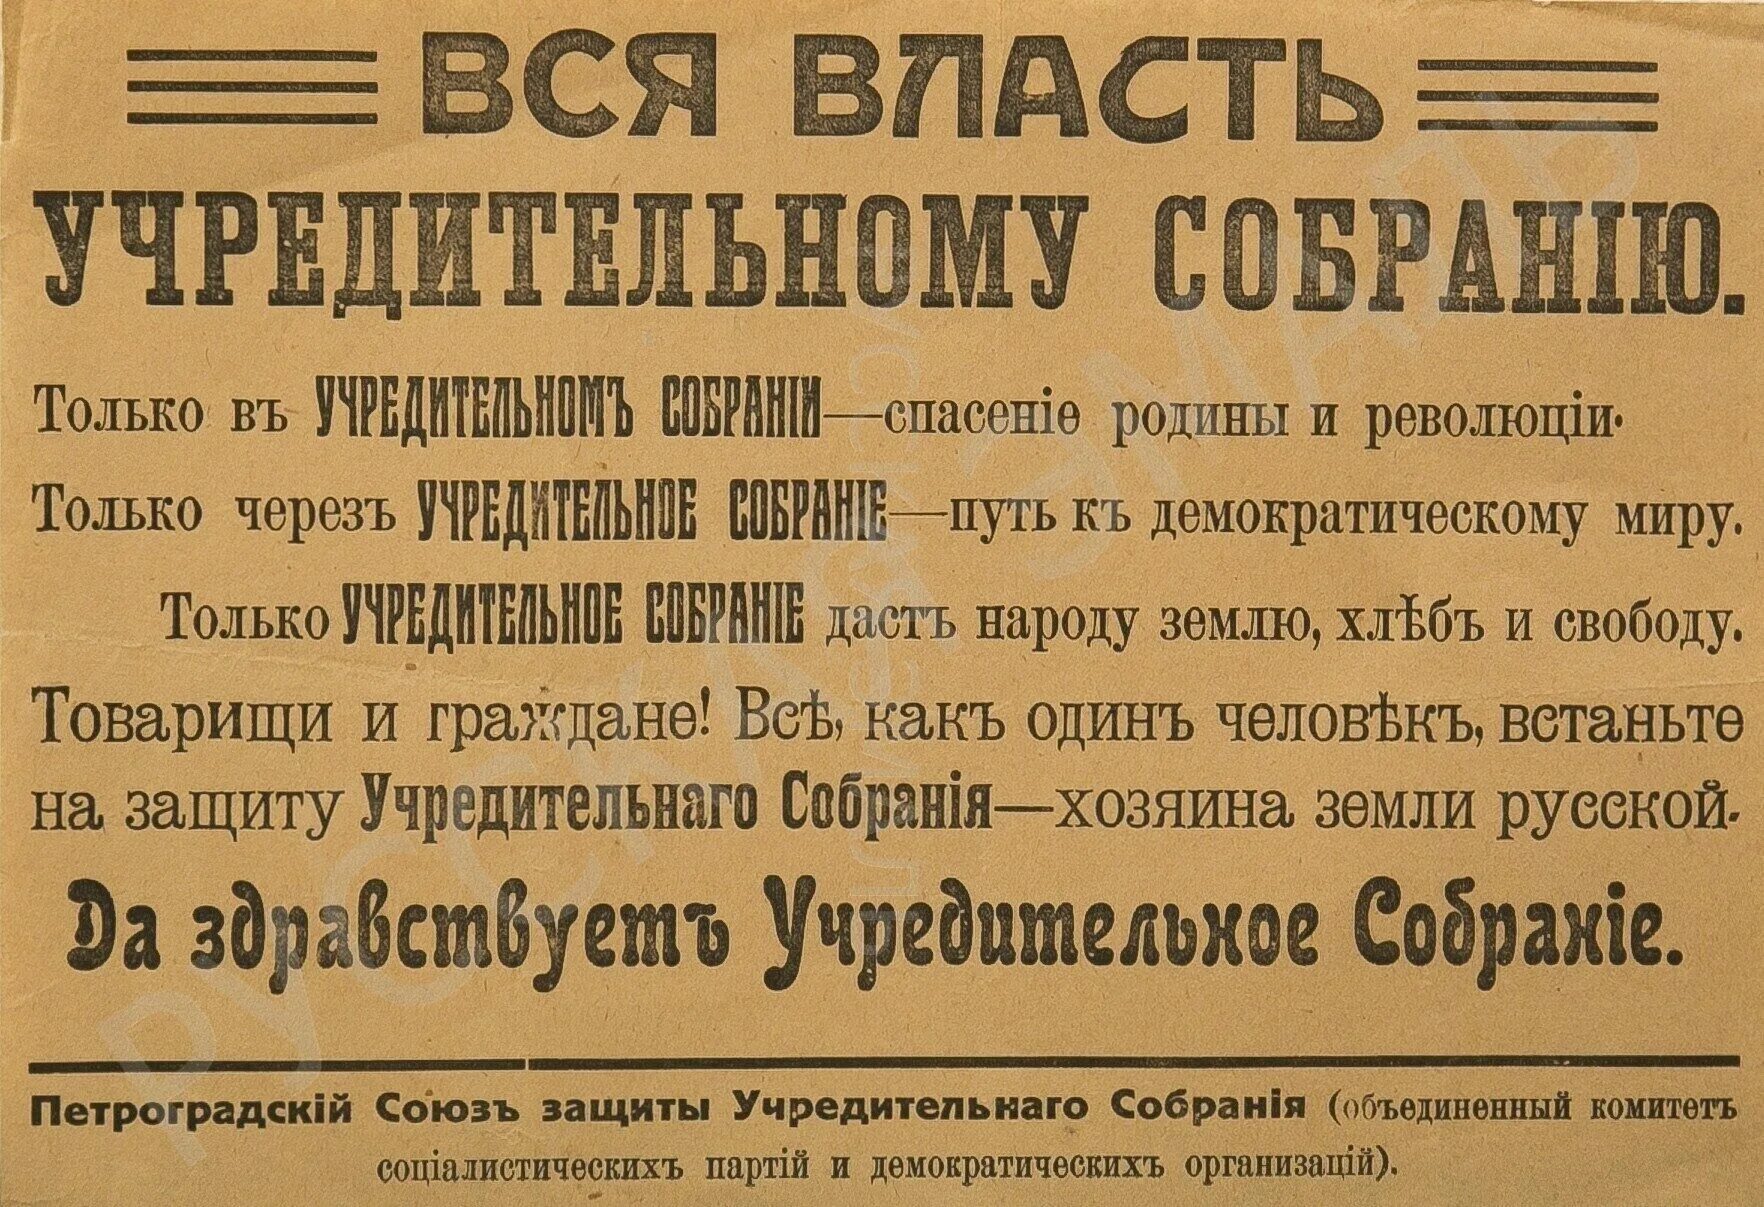 ВСЯ ВЛАСТЬ
УЧРЕДИТЕЛЬНОМУ СОБРАНІЮ.
Только въ УЧРЕДИТЕЛЬНОМЪ СОБРАНІИ—спасеніе родины и революціи.
Только черезъ УЧРЕДИТЕЛЬНОЕ СОБРАНІЕ—путь къ демократическому миру.
Только УЧРЕДИТЕЛЬНОЕ СОБРАНІЕ дастъ народу землю, хлѣбъ и свободу.
Товарищи и граждане! Всѣ, какъ одинъ человѣкъ, встаньте
на защиту Учредительнаго Собранія—хозяина земли русской.
Да здравствуетъ Учредительное Собраніе.
Петроградскій Союзъ защиты Учредительнаго Собранія (объединенный комитетъ
соціалистическихъ партій и демократическихъ организацій).
РУССКАЯ ЭМАЛЬ